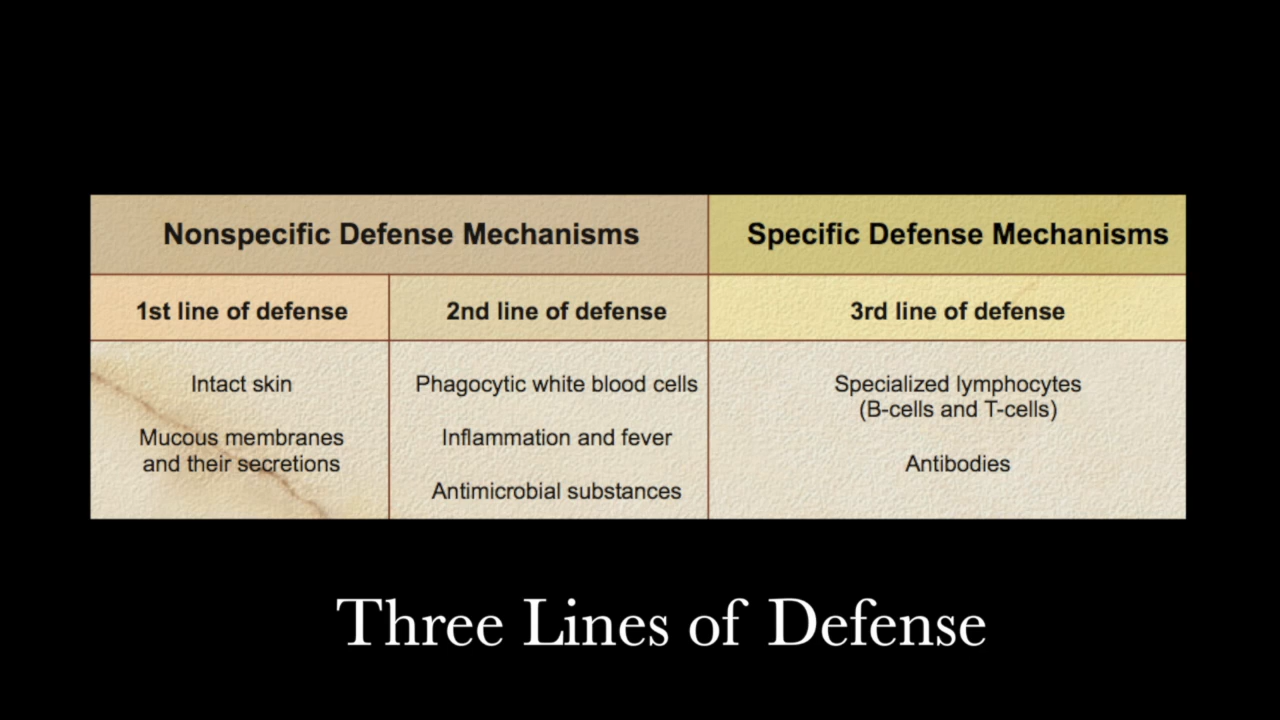 Nonspecific Defense Mechanisms
Specific Defense Mechanisms
1st line of defense
2nd line of defense
3rd line of defense
Intact skin
Mucous membranes
and their secretions
Phagocytic white blood cells
Inflammation and fever
Antimicrobial substances
Specialized lymphocytes
(B-cells and T-cells)
Antibodies
Three Lines of Defense